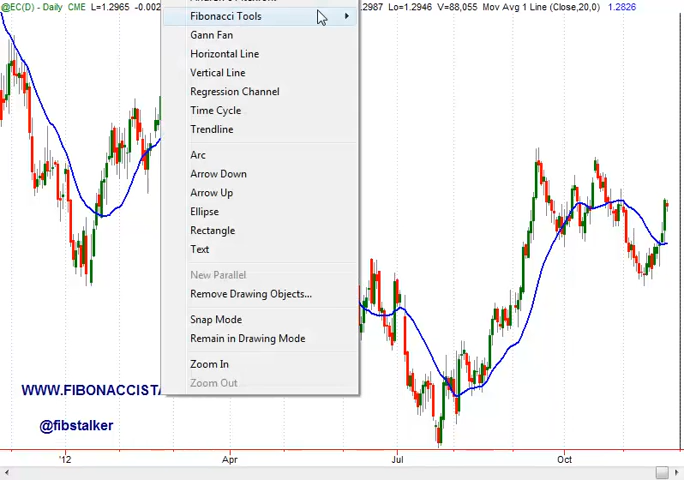 @EC(D) - Daily CME L=1.2965 -0.002
.2987 Lo=1.2946 V=88,055 Mov Avg 1 Line (Close,20,0) 1.2826
Fibonacci Tools
Gann Fan
Horizontal Line
Vertical Line
Regression Channel
Time Cycle
Trendline
Arc
Arrow Down
Arrow Up
Ellipse
Rectangle
Text
New Parallel
Remove Drawing Objects...
Snap Mode
Remain in Drawing Mode
Zoom In
Zoom Out
WWW.FIBONACCISTA
@fibstalker
'12 Apr Jul Oct